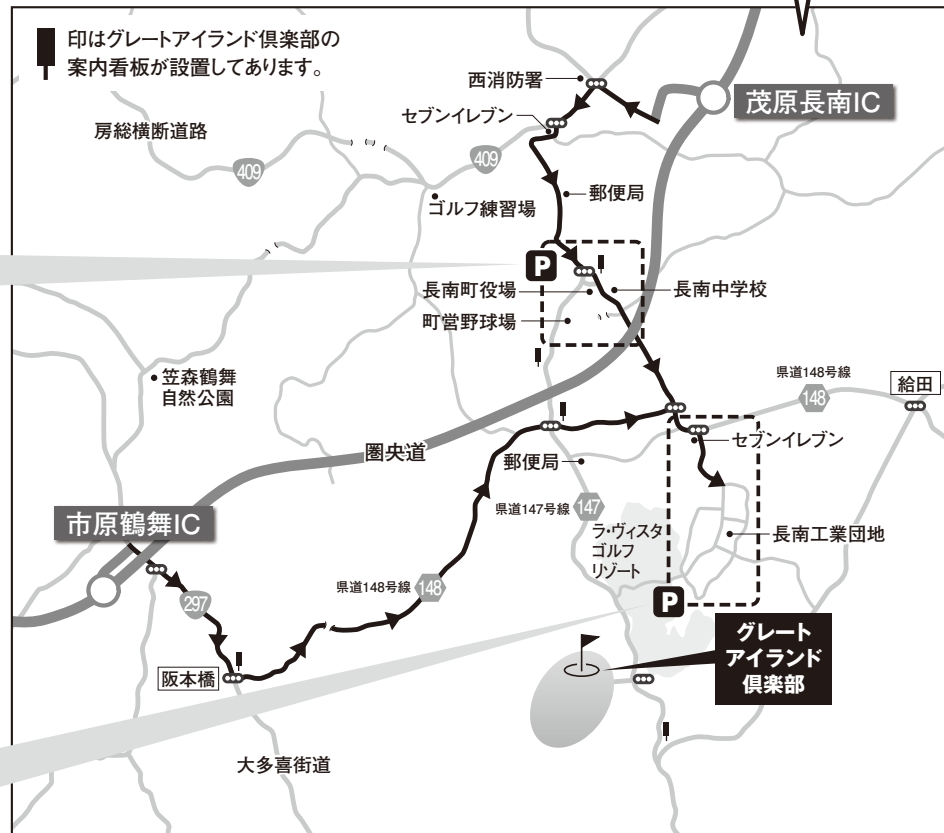 印はグレートアイランド倶楽部の
案内看板が設置してあります。
西消防署
茂原長南IC
セブンイレブン
房総横断道路
409
409
郵便局
ゴルフ練習場
P
長南町役場
長南中学校
町営野球場
笠森鶴舞
自然公園
県道148号線
148
給田
セブンイレブン
圏央道
郵便局
県道147号線
147
市原鶴舞IC
ラ・ヴィスタ
ゴルフ
リゾート
長南工業団地
県道148号線
148
297
P
グレート
アイランド
倶楽部
阪本橋
大多喜街道